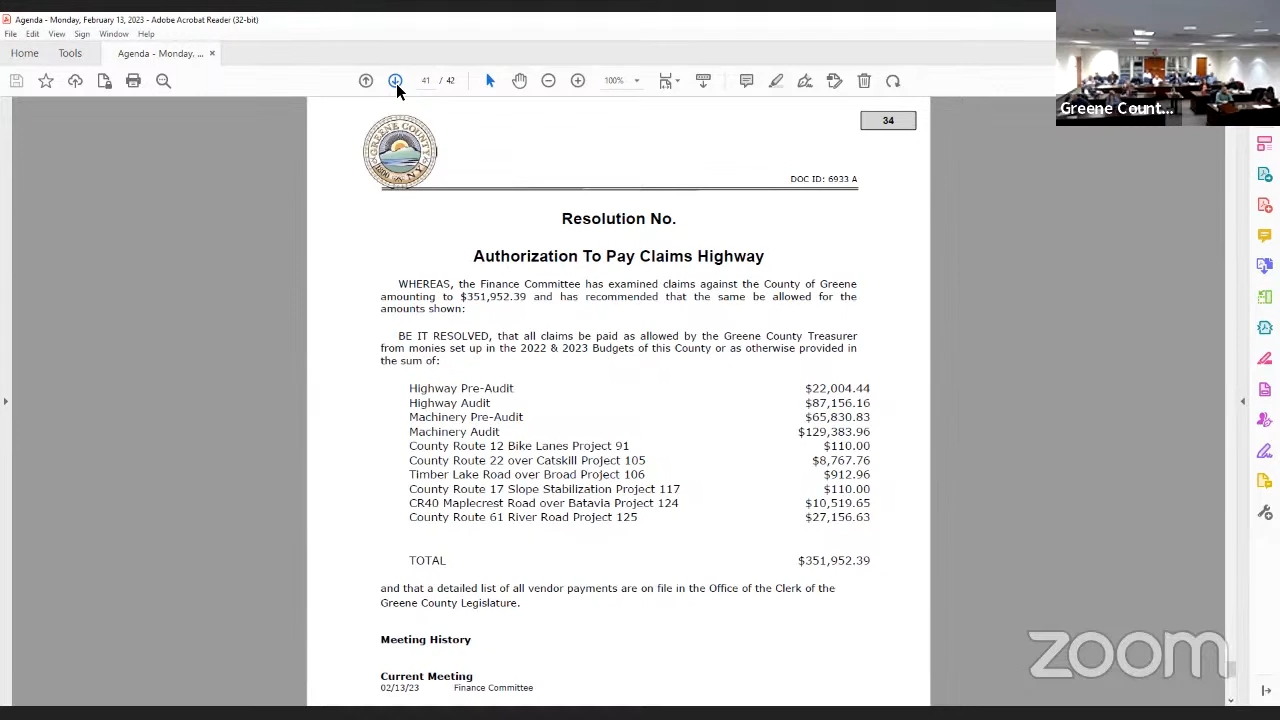 Agenda - Monday, February 13, 2023 - Adobe Acrobat Reader (32-bit)
File Edit View Sign Window Help
Home Tools Agenda - Monday, ... ×
41 / 42 100%
Greene Count...
34
GREENE COUNTY
1800 N.Y.
DOC ID: 6933 A
Resolution No.
Authorization To Pay Claims Highway
WHEREAS, the Finance Committee has examined claims against the County of Greene
amounting to $351,952.39 and has recommended that the same be allowed for the
amounts shown:
BE IT RESOLVED, that all claims be paid as allowed by the Greene County Treasurer
from monies set up in the 2022 & 2023 Budgets of this County or as otherwise provided in
the sum of:
Highway Pre-Audit $22,004.44
Highway Audit $87,156.16
Machinery Pre-Audit $65,830.83
Machinery Audit $129,383.96
County Route 12 Bike Lanes Project 91 $110.00
County Route 22 over Catskill Project 105 $8,767.76
Timber Lake Road over Broad Project 106 $912.96
County Route 17 Slope Stabilization Project 117 $110.00
CR40 Maplecrest Road over Batavia Project 124 $10,519.65
County Route 61 River Road Project 125 $27,156.63
TOTAL $351,952.39
and that a detailed list of all vendor payments are on file in the Office of the Clerk of the
Greene County Legislature.
Meeting History
Current Meeting
02/13/23 Finance Committee
zoom